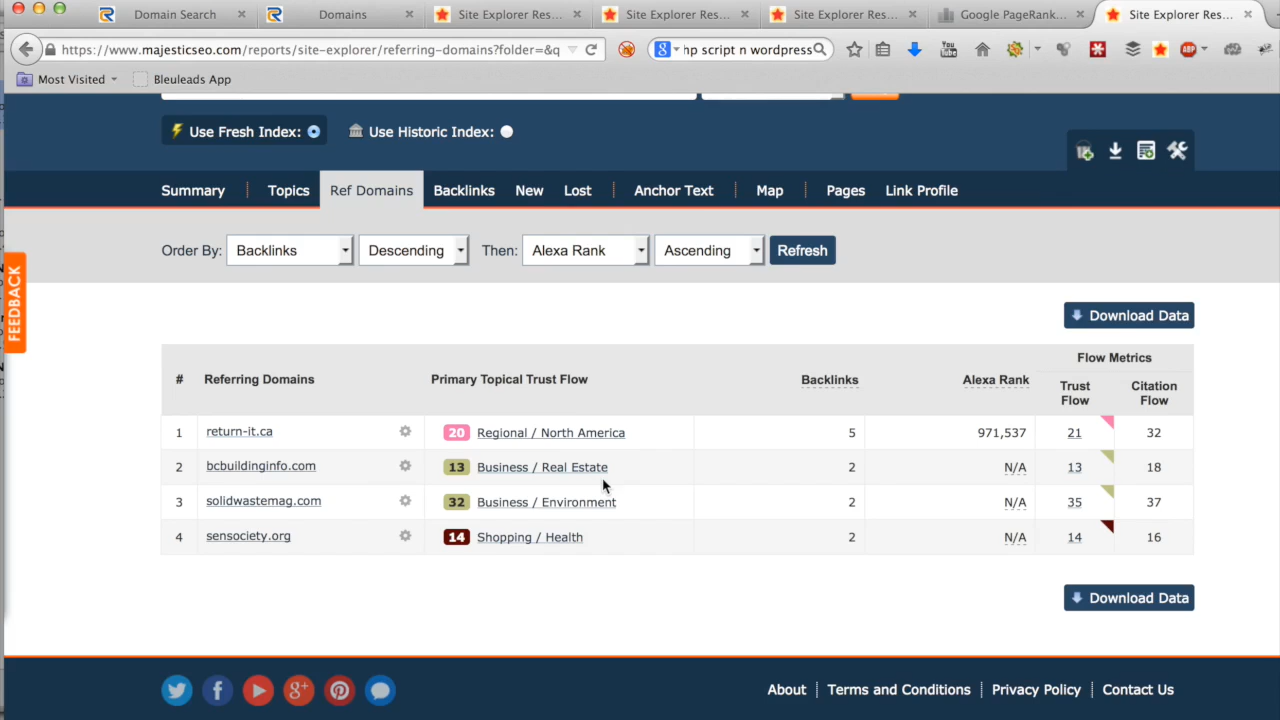 Domain Search
Domains
Site Explorer Res...
Site Explorer Res...
Site Explorer Res...
Google PageRank...
Site Explorer Res...
https://www.majesticseo.com/reports/site-explorer/referring-domains?folder=&q
hp script n wordpress
You Tube
ABP
Most Visited
Bleuleads App
Use Fresh Index:
Use Historic Index:
Summary Topics Ref Domains Backlinks New Lost Anchor Text Map Pages Link Profile
Order By: Backlinks Descending Then: Alexa Rank Ascending Refresh
FEEDBACK
Download Data
Flow Metrics
# Referring Domains Primary Topical Trust Flow Backlinks Alexa Rank Trust Flow Citation Flow
1 return-it.ca 20 Regional / North America 5 971,537 21 32
2 bcbuildinginfo.com 13 Business / Real Estate 2 N/A 13 18
3 solidwastemag.com 32 Business / Environment 2 N/A 35 37
4 sensociety.org 14 Shopping / Health 2 N/A 14 16
Download Data
About Terms and Conditions Privacy Policy Contact Us